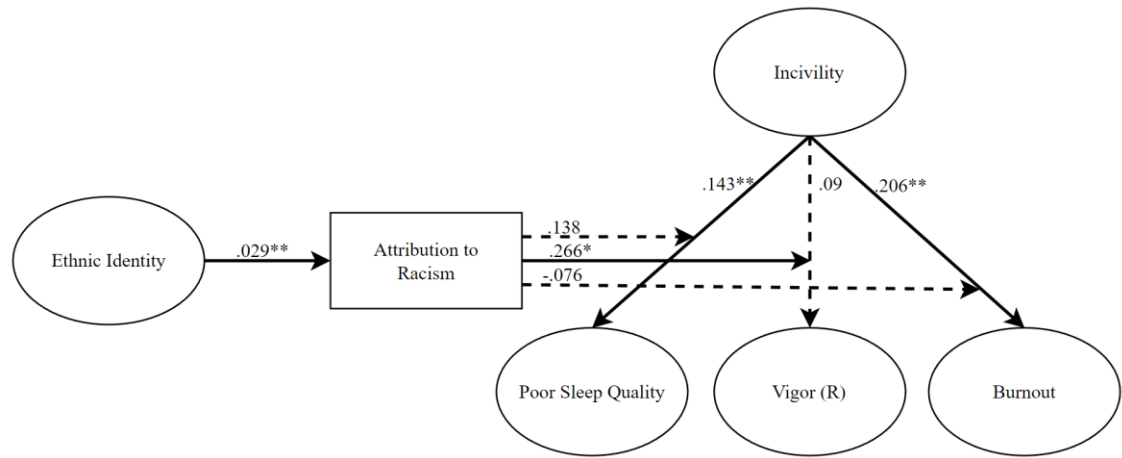 Incivility
.143**
.09
.206**
.138
.029**
Ethnic Identity
Attribution to
Racism
.266*
-.076
Poor Sleep Quality
Vigor (R)
Burnout